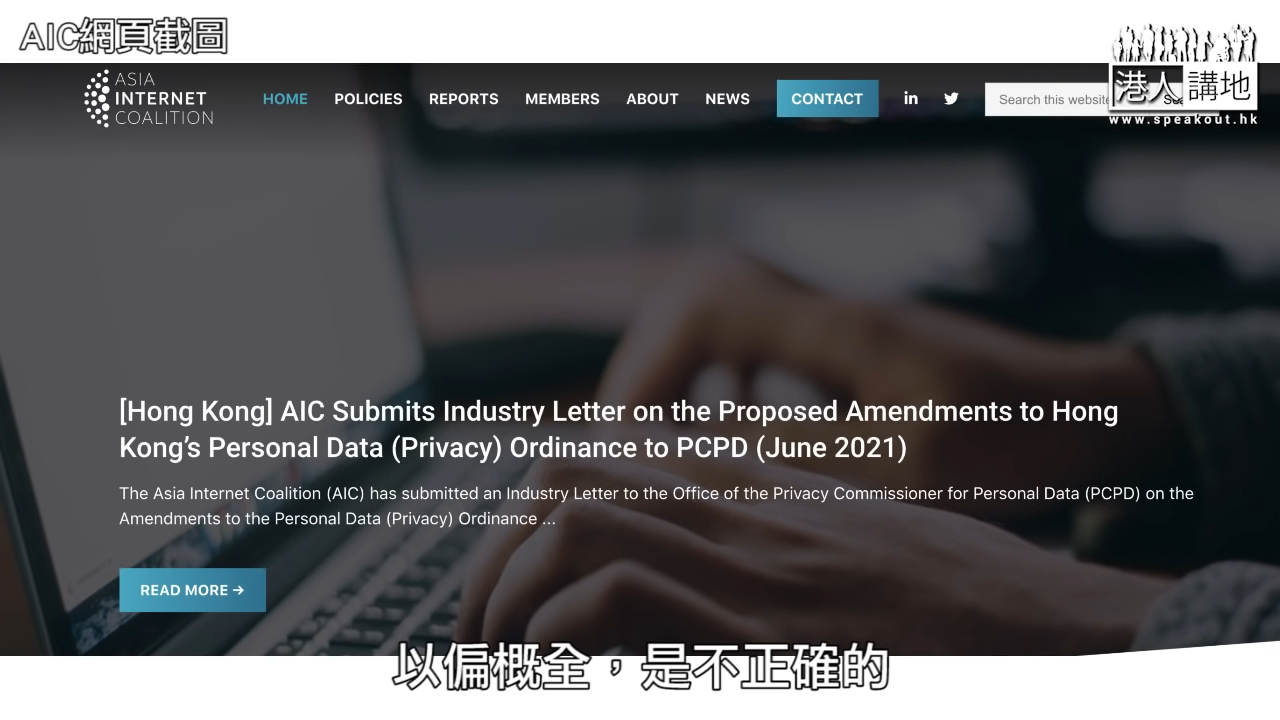 AIC網頁截圖
港人講地
www.speakout.hk
ASIA
INTERNET
COALITION
HOME POLICIES REPORTS MEMBERS ABOUT NEWS CONTACT in Search this website
[Hong Kong] AIC Submits Industry Letter on the Proposed Amendments to Hong
Kong’s Personal Data (Privacy) Ordinance to PCPD (June 2021)
The Asia Internet Coalition (AIC) has submitted an Industry Letter to the Office of the Privacy Commissioner for Personal Data (PCPD) on the
Amendments to the Personal Data (Privacy) Ordinance ...
READ MORE →
以偏概全，是不正確的